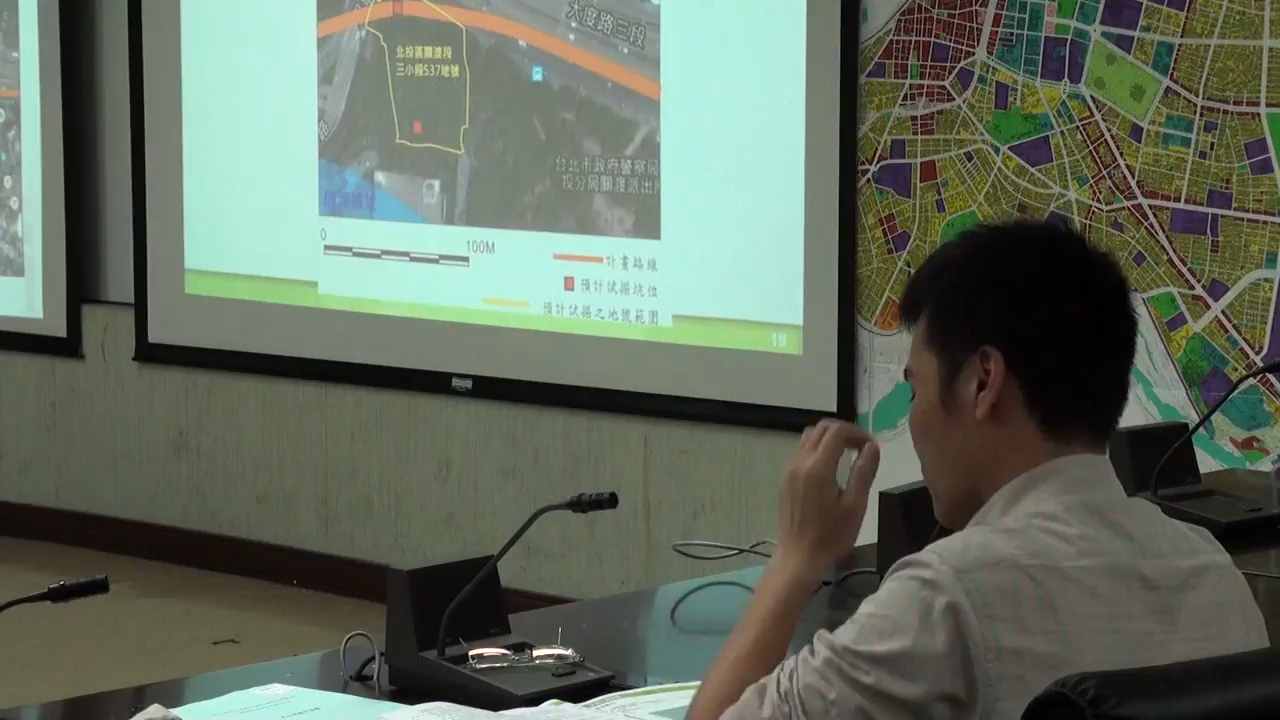 大度路三段
北投區關渡段
三小段537地號
台北市政府警察局
投分局關渡派出所
0
100M
計畫路線
預計試掘坑位
預計試掘之地號範圍
19